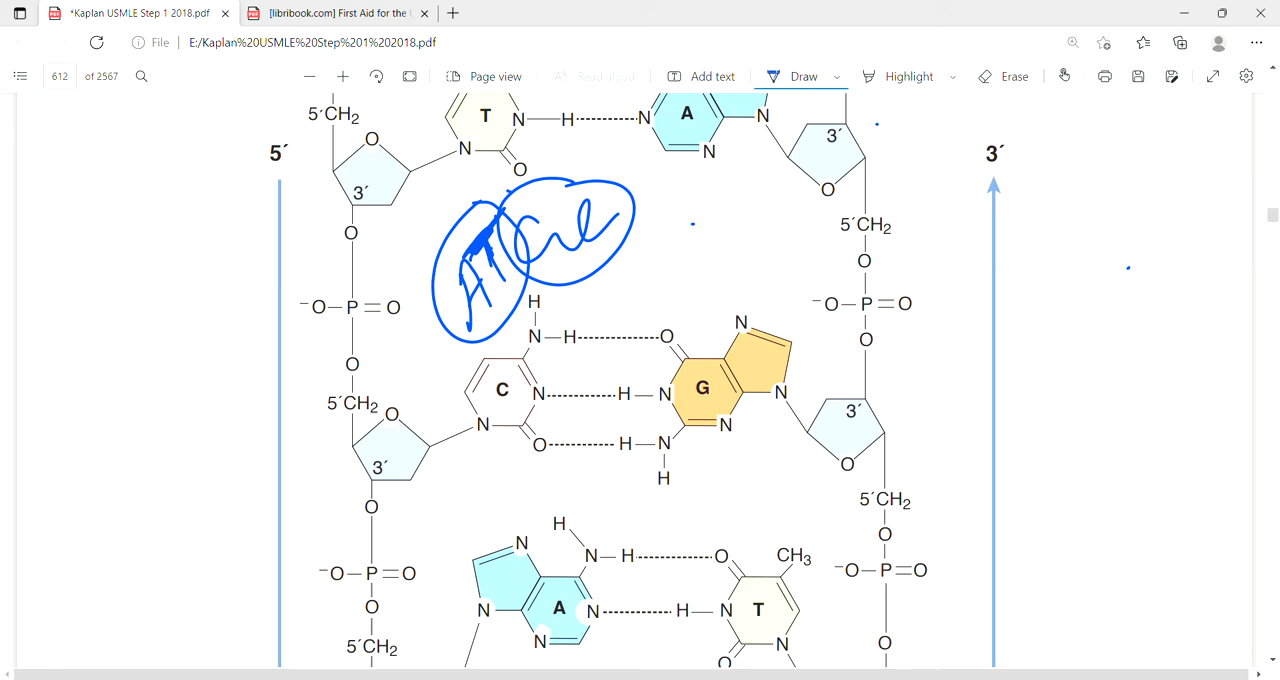 *Kaplan USMLE Step 1 2018.pdf
[libribook.com] First Aid for the
File E:/Kaplan%20USMLE%20Step%201%202018.pdf
612 of 2567 Page view Read aloud Add text Draw Highlight Erase
5´CH₂ T N H N A N
5´ O N O N 3´ O 3´
3´
O 5´CH₂
O
⁻O P O ⁻O P O
H
O N H O N O
5´CH₂ O C N H N G N
3´ N O H N N 3´
H O
O 5´CH₂
H O
N N H O CH₃
⁻O P O ⁻O P O
O N A N H N T
N O N O
5´CH₂